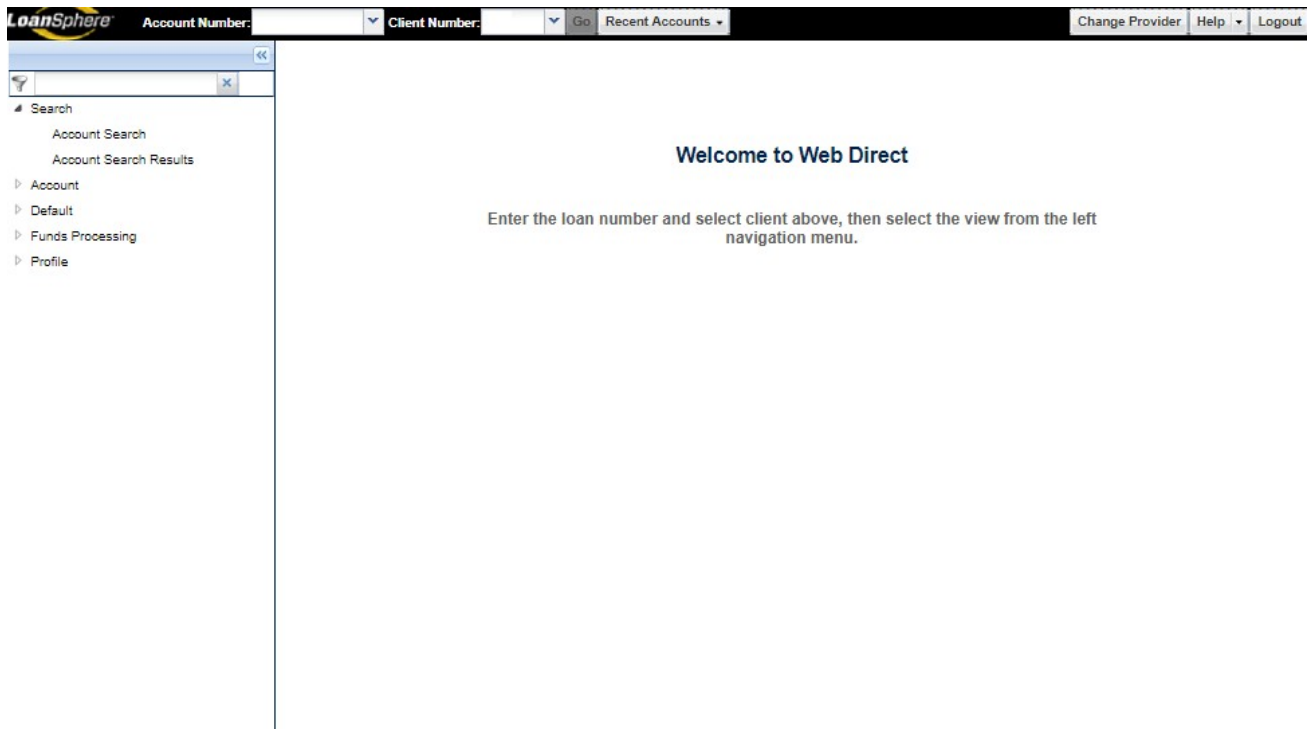 LoanSphere Account Number: Client Number: Go Recent Accounts Change Provider Help Logout
Search
Account Search
Account Search Results
Account
Default
Funds Processing
Profile
Welcome to Web Direct
Enter the loan number and select client above, then select the view from the left
navigation menu.